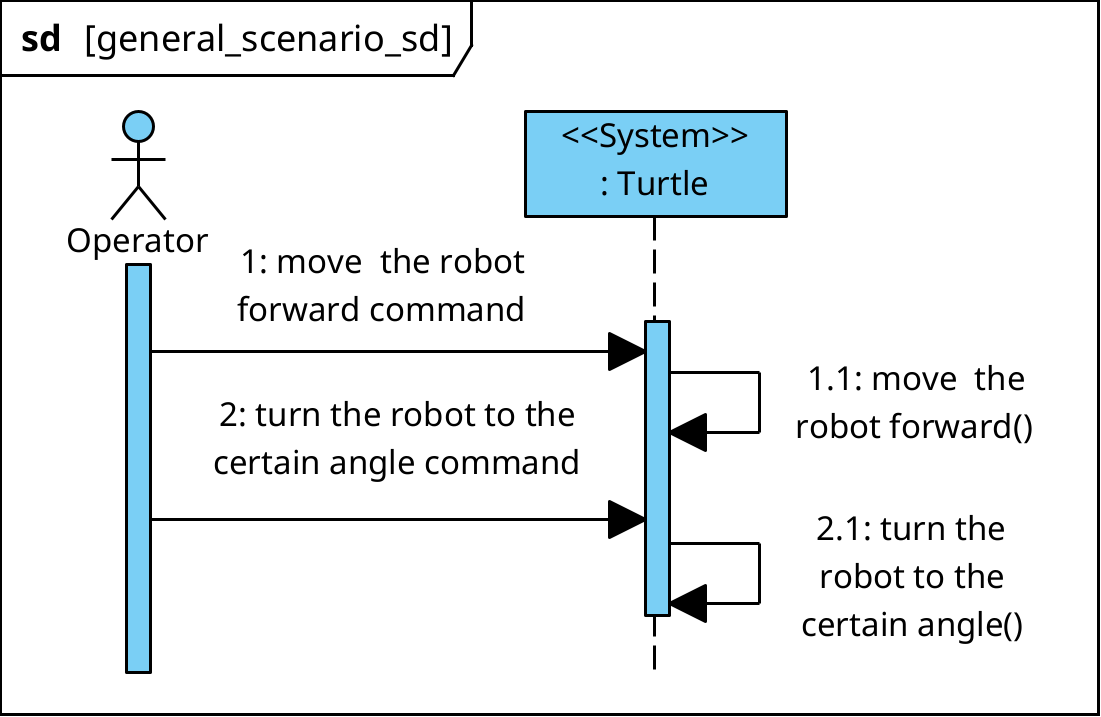 sd [general_scenario_sd]
<<System>>
: Turtle
Operator
1: move  the robot
forward command
1.1: move  the
robot forward()
2: turn the robot to the
certain angle command
2.1: turn the
robot to the
certain angle()